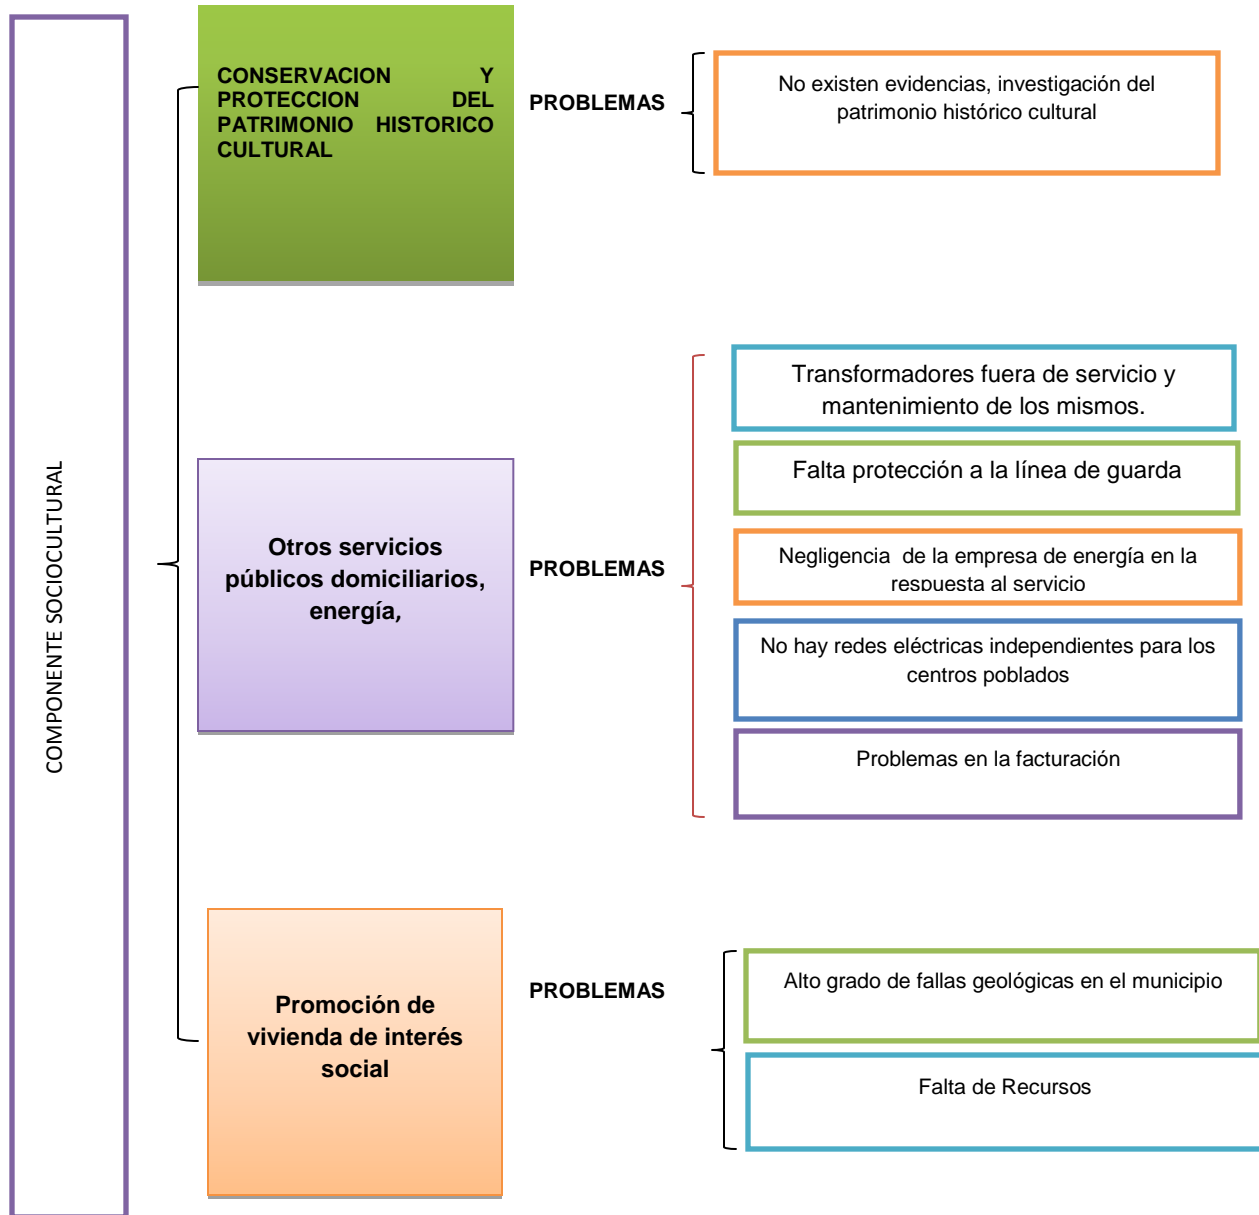 COMPONENTE SOCIOCULTURAL
CONSERVACION Y
PROTECCION DEL
PATRIMONIO HISTORICO
CULTURAL
PROBLEMAS
No existen evidencias, investigación del
patrimonio histórico cultural
Otros servicios
públicos domiciliarios,
energía,
PROBLEMAS
Transformadores fuera de servicio y
mantenimiento de los mismos.
Falta protección a la línea de guarda
Negligencia de la empresa de energía en la
respuesta al servicio
No hay redes eléctricas independientes para los
centros poblados
Problemas en la facturación
Promoción de
vivienda de interés
social
PROBLEMAS
Alto grado de fallas geológicas en el municipio
Falta de Recursos